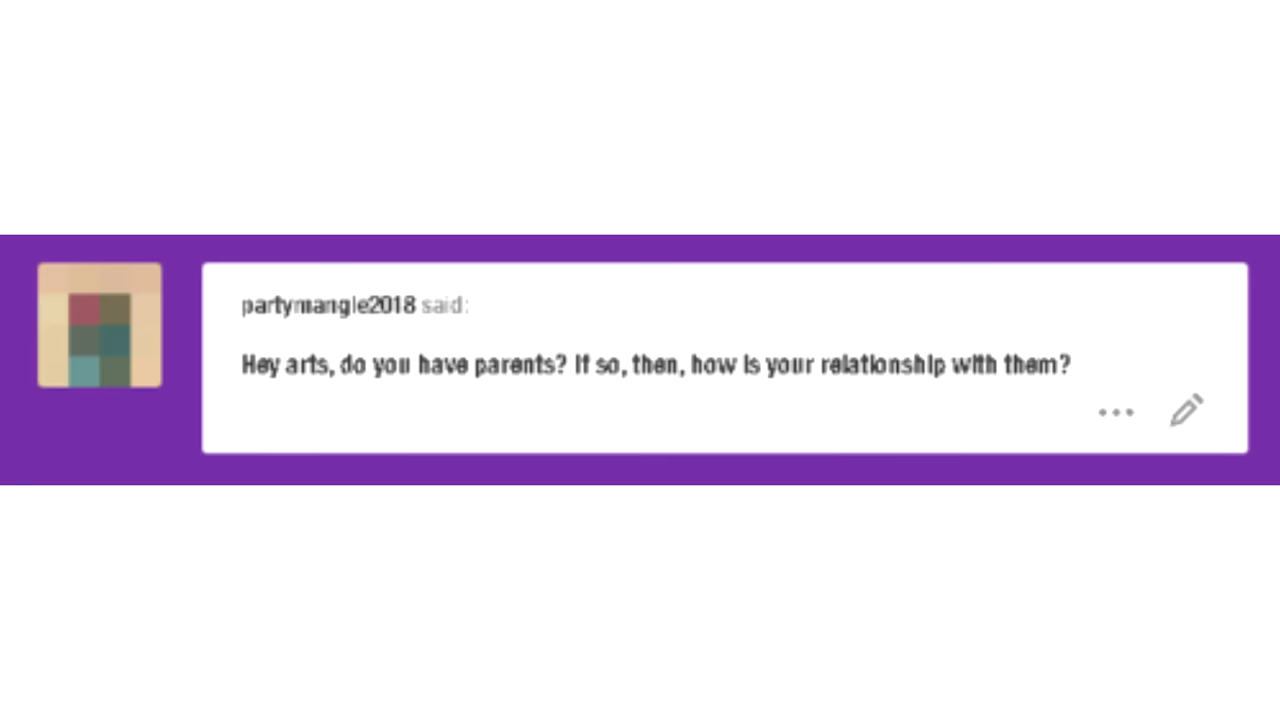 partymangle2018 said:
Hey arts, do you have parents? If so, then, how is your relationship with them?